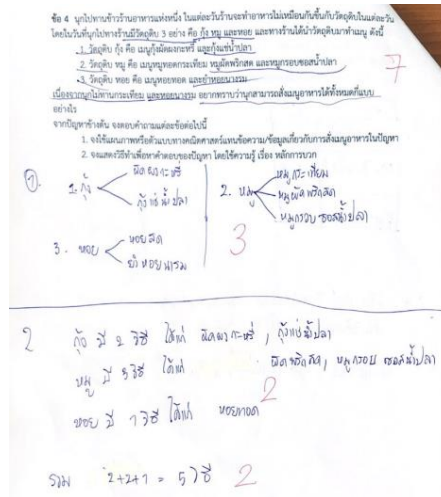 ข้อ 4 นุกไปทานข้าวร้านอาหารแห่งหนึ่ง ในแต่ละวันร้านจะทำอาหารไม่เหมือนกันขึ้นกับวัตถุดิบในแต่ละวัน
โดยในวันที่นุกไปทางร้านมีวัตถุดิบ 3 อย่าง คือ กุ้ง หมู และหอย และทางร้านได้นำวัตถุดิบมาทำเมนู ดังนี้
1. วัตถุดิบ กุ้ง คือ เมนูกุ้งผัดผงกะหรี่ และกุ้งแช่น้ำปลา
2. วัตถุดิบ หมู คือ เมนูหมูทอดกระเทียม หมูผัดพริกสด และหมูกรอบซอสน้ำปลา
3. วัตถุดิบ หอย คือ เมนูหอยทอด และยำหอยนางรม
7
เนื่องจากนุกไม่ทานกระเทียม และหอยนางรม อยากทราบว่านุกสามารถสั่งเมนูอาหารได้ทั้งหมดกี่แบบ
อย่างไร
จากปัญหาข้างต้น จงตอบคำถามแต่ละข้อต่อไปนี้
1. จงใช้แผนภาพหรือตัวแบบทางคณิตศาสตร์แทนข้อความ/ข้อมูลเกี่ยวกับการสั่งเมนูอาหารในปัญหา
2. จงแสดงวิธีทำเพื่อหาคำตอบของปัญหา โดยใช้ความรู้ เรื่อง หลักการบวก
1.
1. กุ้ง
ผัดผงกะหรี่
กุ้งแช่น้ำปลา
2. หมู
หมูกระเทียม
หมูผัดพริกสด
หมูกรอบซอสน้ำปลา
3. หอย
หอยสด
ยำหอยนางรม
3
2 กุ้ง มี 2 วิธี ได้แก่ ผัดผงกะหรี่, กุ้งแช่น้ำปลา
หมู มี วิธี ได้แก่ ผัดพริกสด, หมูกรอบซอสน้ำปลา
หอย มี 1 วิธี ได้แก่ หอยทอด
2
รวม 2+2+1 = 5 วิธี 2